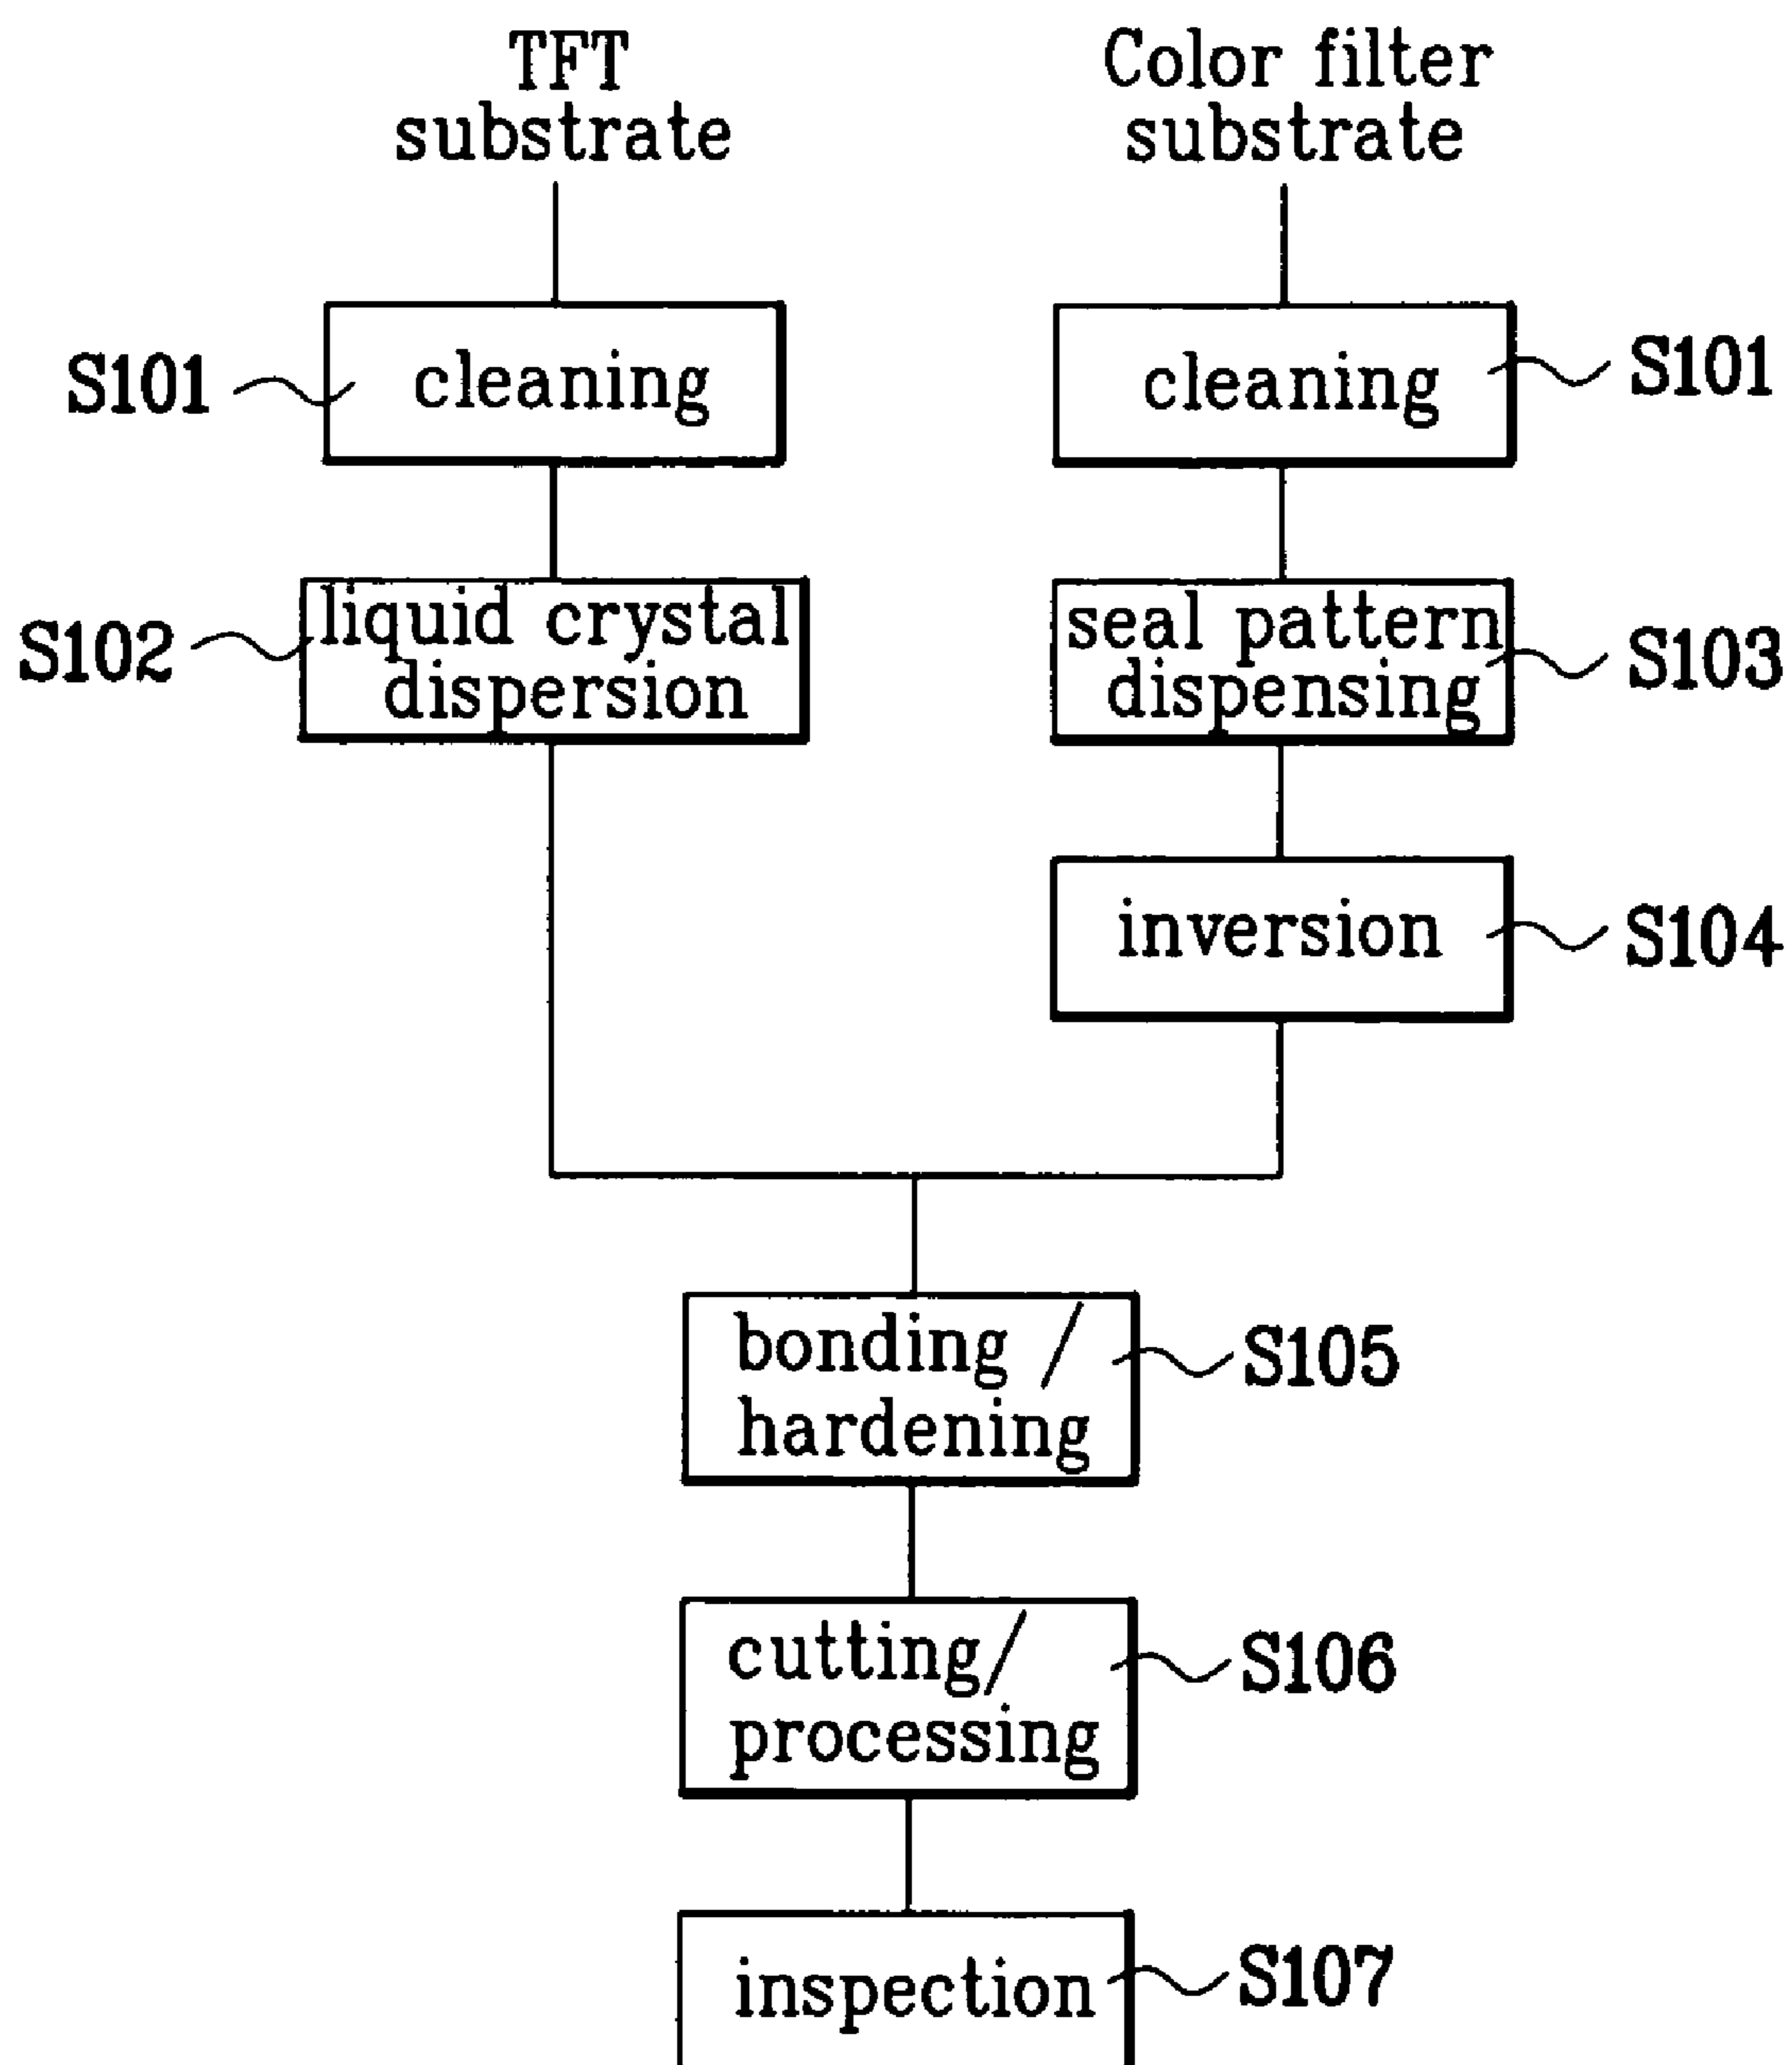 TFT
substrate
Color filter
substrate
S101
cleaning
cleaning
S101
S102
liquid crystal
dispersion
seal pattern
dispensing
S103
inversion
S104
bonding /
hardening
S105
cutting/
processing
S106
inspection
S107